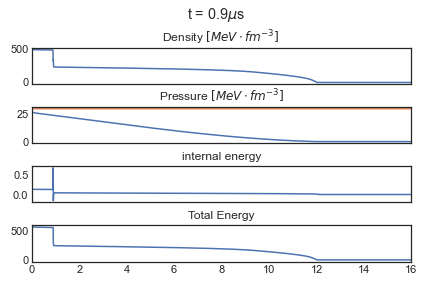 t = 0.9μs
Density [MeV · fm⁻³]
500
0
Pressure [MeV · fm⁻³]
25
0
internal energy
0.5
0.0
Total Energy
500
0
0 2 4 6 8 10 12 14 16